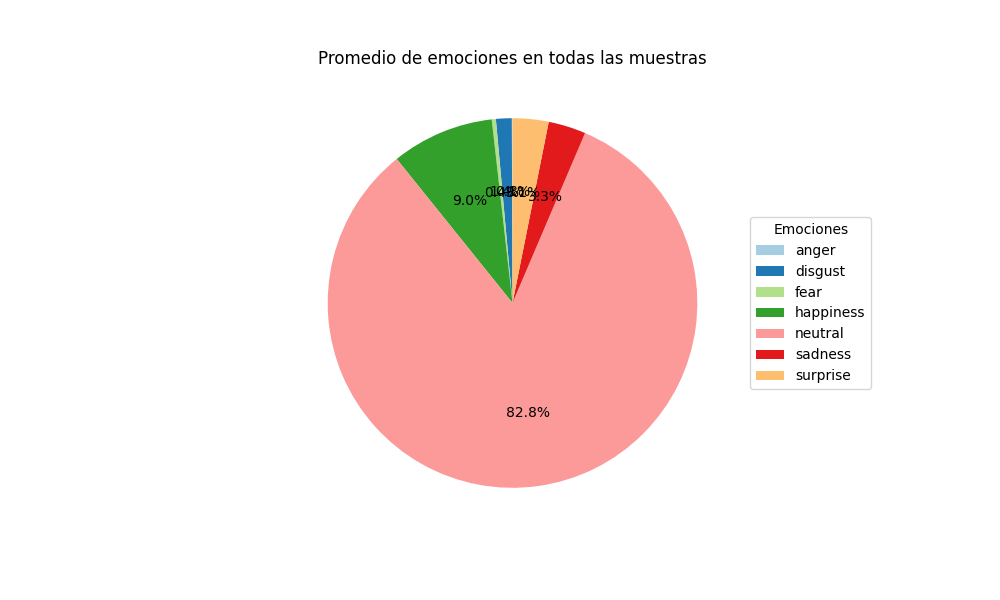 Promedio de emociones en todas las muestras
9.0%
3.3%
82.8%
Emociones
anger
disgust
fear
happiness
neutral
sadness
surprise